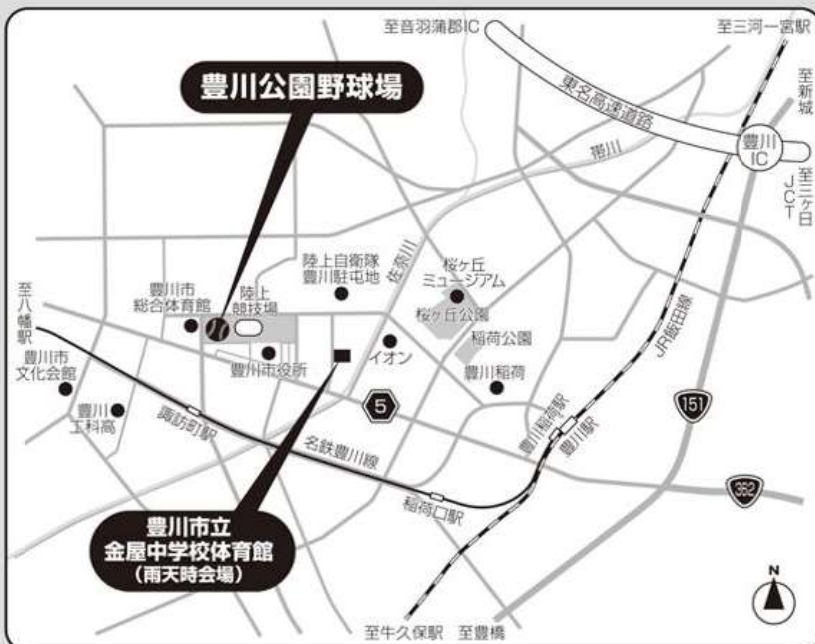 至音羽蒲郡IC
至三河一宮駅
豊川公園野球場
東名高速道路
至新城
豊川
IC
帯川
至三ヶ日
JCT
陸上自衛隊
豊川駐屯地
佐奈川
桜ヶ丘
ミュージアム
豊川市
総合体育館
陸上
競技場
至八幡駅
桜ヶ丘公園
稲荷公園
JR飯田線
豊川市
文化会館
豊川市役所
イオン
豊川稲荷
豊川
工科高
諏訪町駅
5
151
豊川稲荷駅
豊川駅
名鉄豊川線
稲荷口駅
362
豊川市立
金屋中学校体育館
(雨天時会場)
N
至牛久保駅
至豊橋